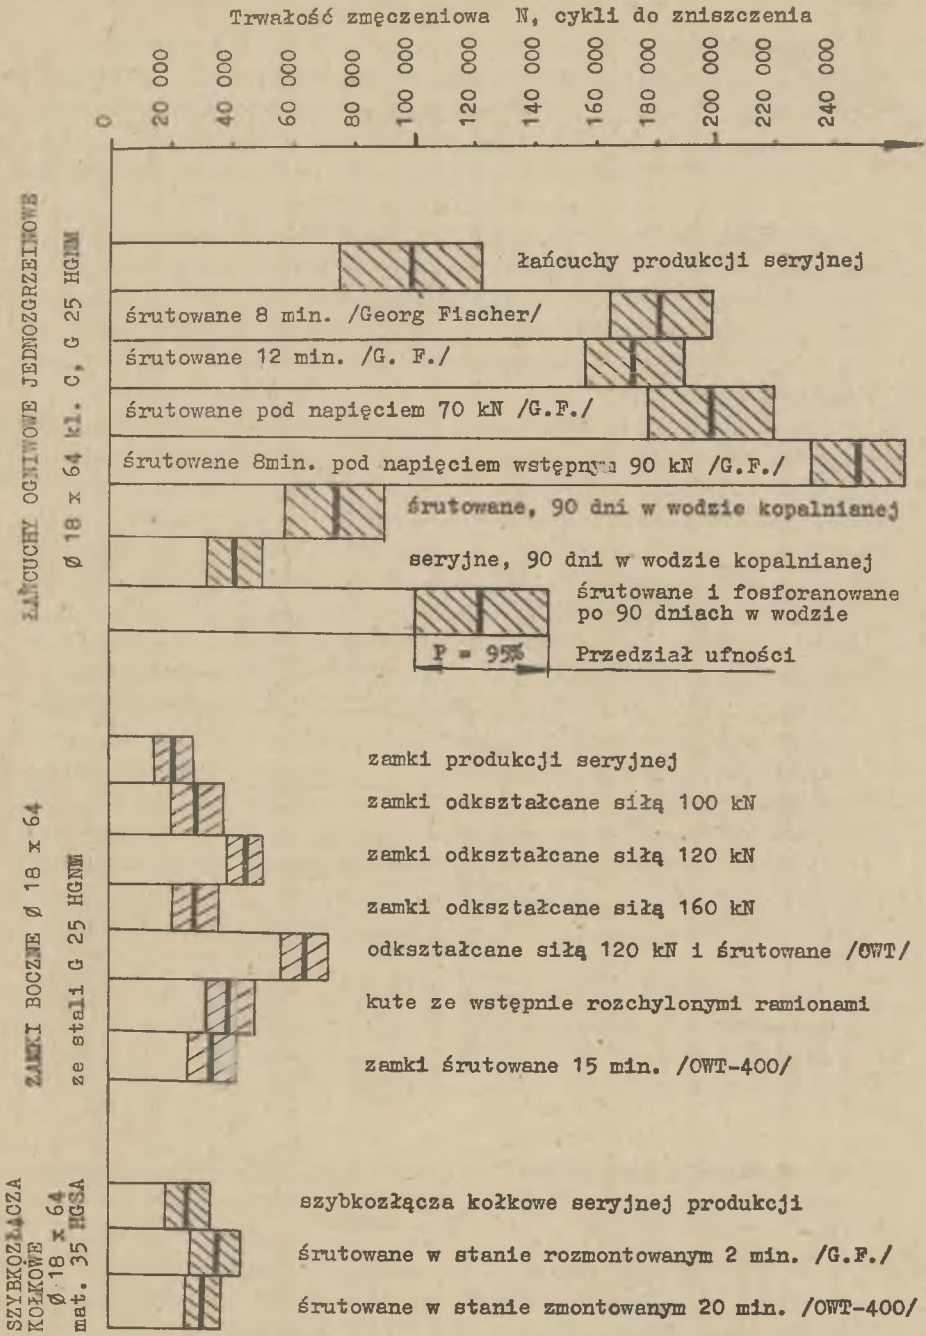 Trwałość zmęczeniowa N, cykli do zniszczenia
0
20 000
40 000
60 000
80 000
100 000
120 000
140 000
160 000
180 000
200 000
22 000
240 000
ŁAŃCUCHY OGNIWOWE JEDNOZGRZEINOWE
Ø 18 x 64 kl. C, G 25 HGNM
łańcuchy produkcji seryjnej
śrutowane 8 min. /Georg Fischer/
śrutowane 12 min. /G. F./
śrutowane pod napięciem 70 kN /G.F./
śrutowane 8min. pod napięciem wstępnym 90 kN /G.F./
śrutowane, 90 dni w wodzie kopalnianej
seryjne, 90 dni w wodzie kopalnianej
śrutowane i fosforanowane
po 90 dniach w wodzie
P = 95%
Przedział ufności
ZAMKI BOCZNE Ø 18 x 64
ze stali G 25 HGNM
zamki produkcji seryjnej
zamki odkształcane siłą 100 kN
zamki odkształcane siłą 120 kN
zamki odkształcane siłą 160 kN
odkształcane siłą 120 kN i śrutowane /OWT/
kute ze wstępnie rozchylonymi ramionami
zamki śrutowane 15 min. /OWT-400/
SZYBKOZŁĄCZA
KOŁKOWE
Ø 18 x 64
mat. 35 HGSA
szybkozłącza kołkowe seryjnej produkcji
śrutowane w stanie rozmontowanym 2 min. /G.F./
śrutowane w stanie zmontowanym 20 min. /OWT-400/